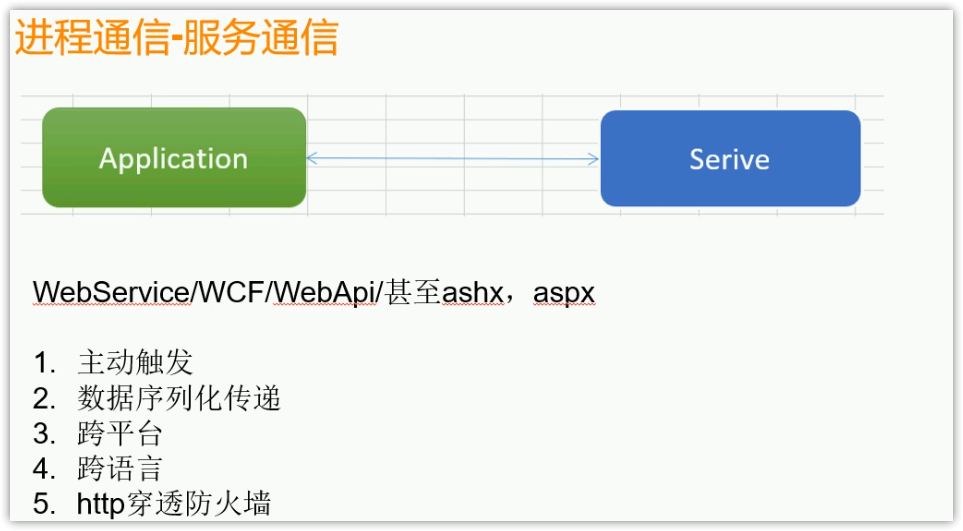 进程通信-服务通信
Application
Serive
WebService/WCF/WebApi/甚至ashx，aspx
1. 主动触发
2. 数据序列化传递
3. 跨平台
4. 跨语言
5. http穿透防火墙